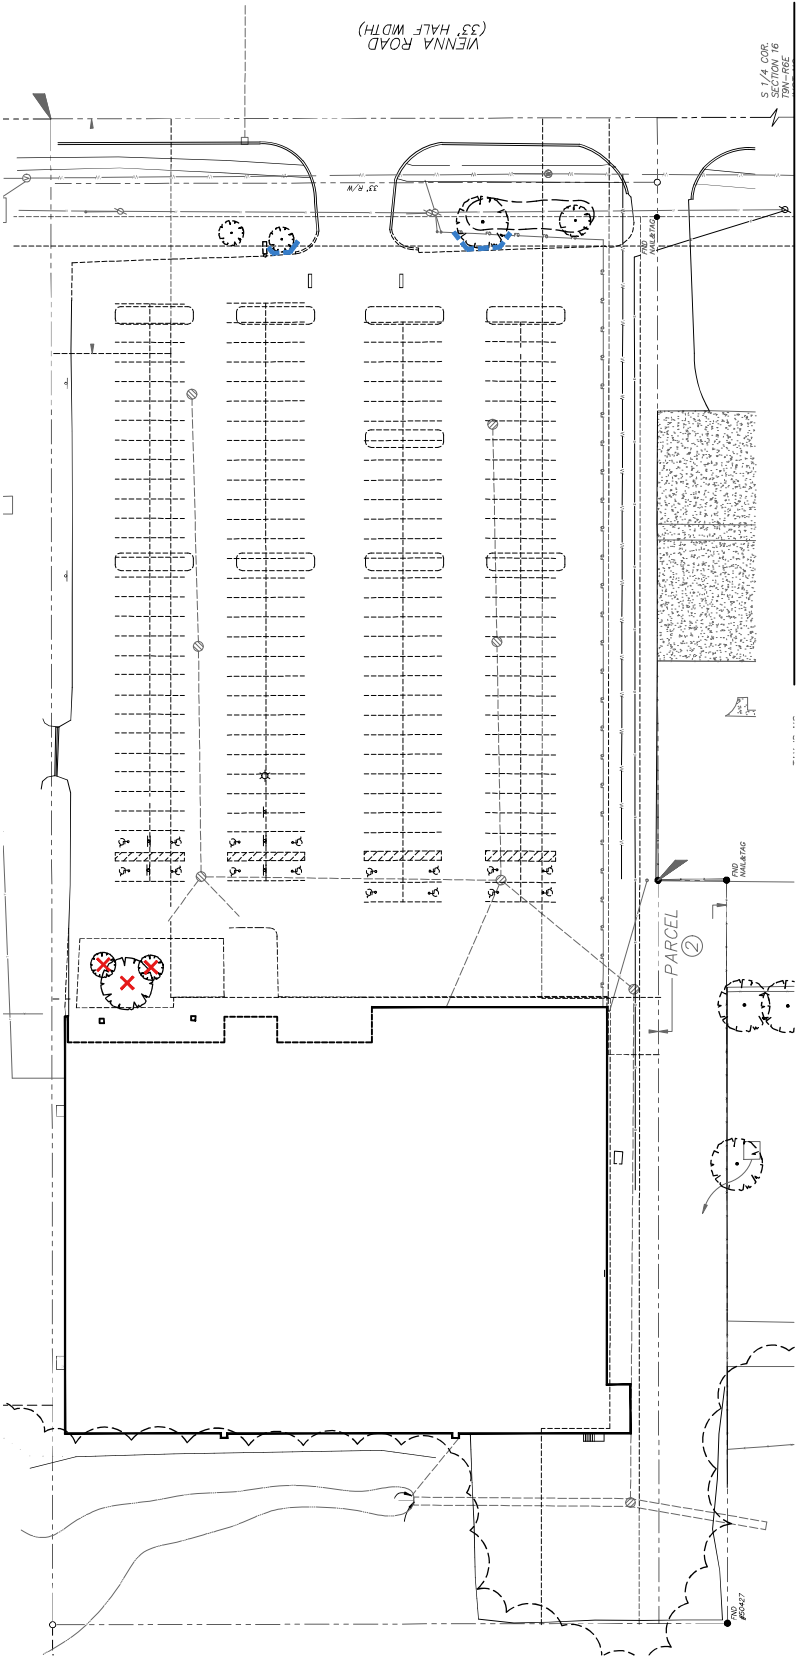 VIENNA ROAD
(33' HALF WIDTH)
S 1/4 COR.
SECTION 16
T9N-R6E
33' R/W
FND
NAIL&TAG
FND
NAIL&TAG
PARCEL
2
FND
#50427